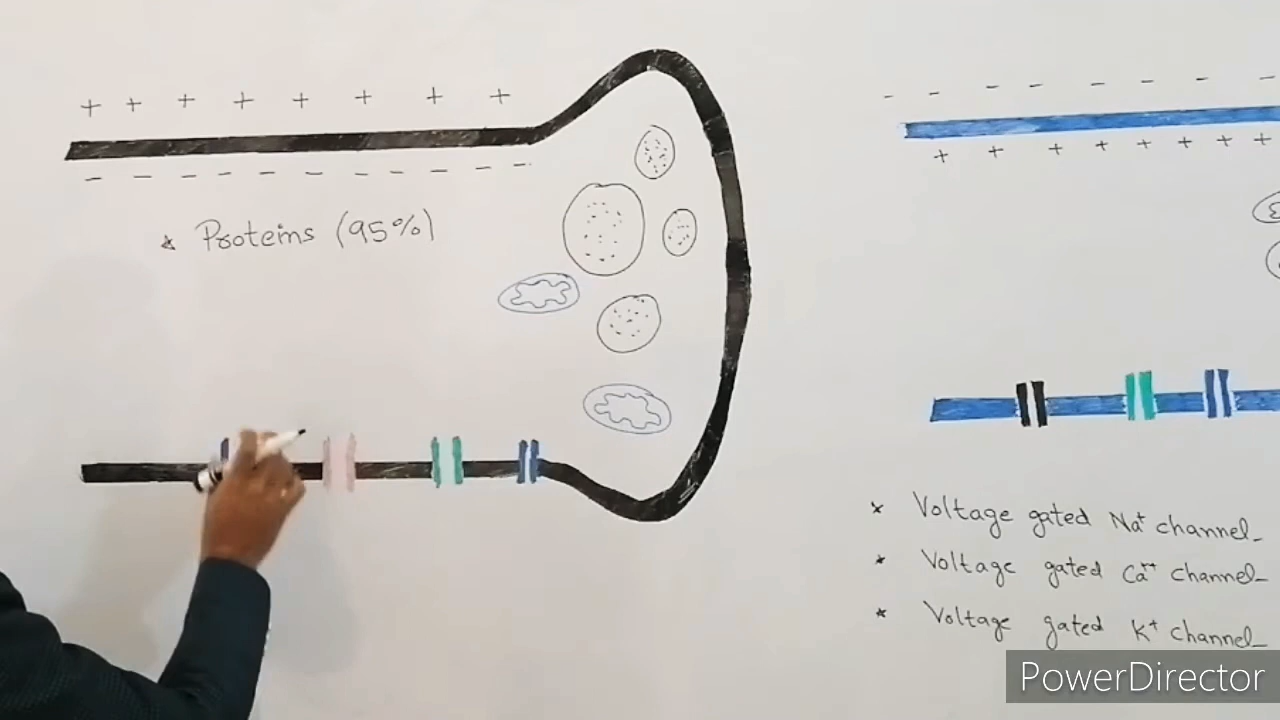 + + + + + + + +
- - - - - - - - -
* Proteins (95%)
- - - - - - -
+ + + + + + +
* Voltage gated Na+ channel
* Voltage gated Ca++ channel
* Voltage gated K+ channel
PowerDirector